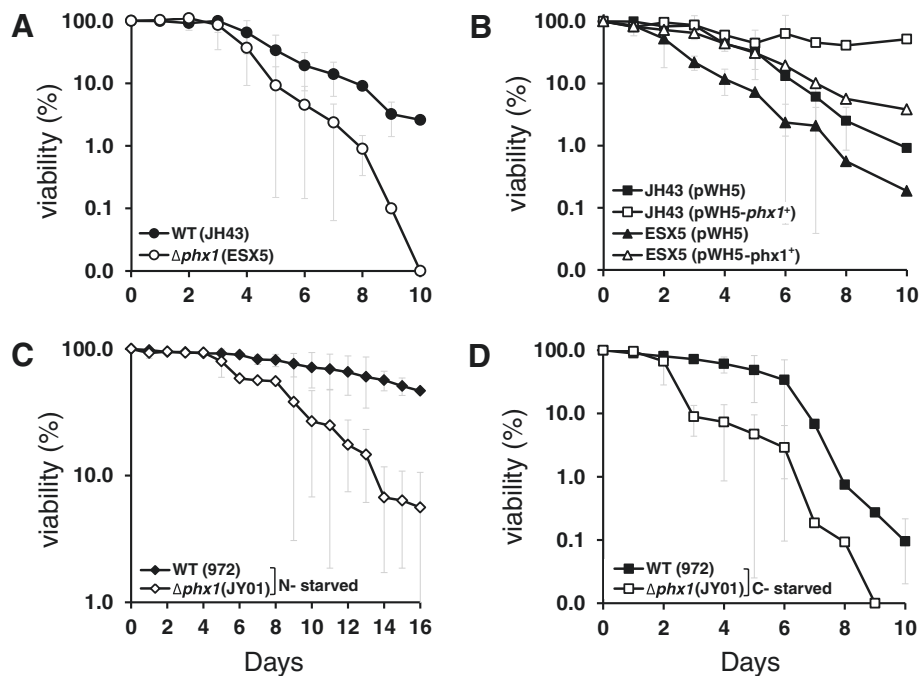 A
viability (%)
100.0
10.0
1.0
0.1
0.0
WT (JH43)
Δphx1(ESX5)
0 2 4 6 8 10
B
viability (%)
100.0
10.0
1.0
0.1
0.0
JH43 (pWH5)
JH43 (pWH5-phx1⁺)
ESX5 (pWH5)
ESX5 (pWH5-phx1⁺)
0 2 4 6 8 10
C
viability (%)
100.0
10.0
1.0
WT (972)
Δphx1(JY01)
N- starved
0 2 4 6 8 10 12 14 16
Days
D
viability (%)
100.0
10.0
1.0
0.1
0.0
WT (972)
Δphx1(JY01)
C- starved
0 2 4 6 8 10
Days